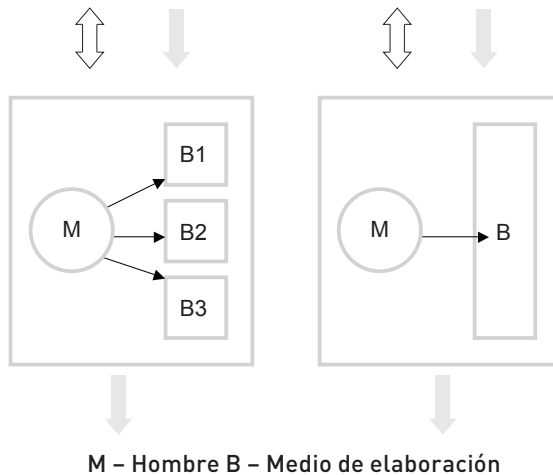 B1
M
B2
B3
M
B
M – Hombre B – Medio de elaboración